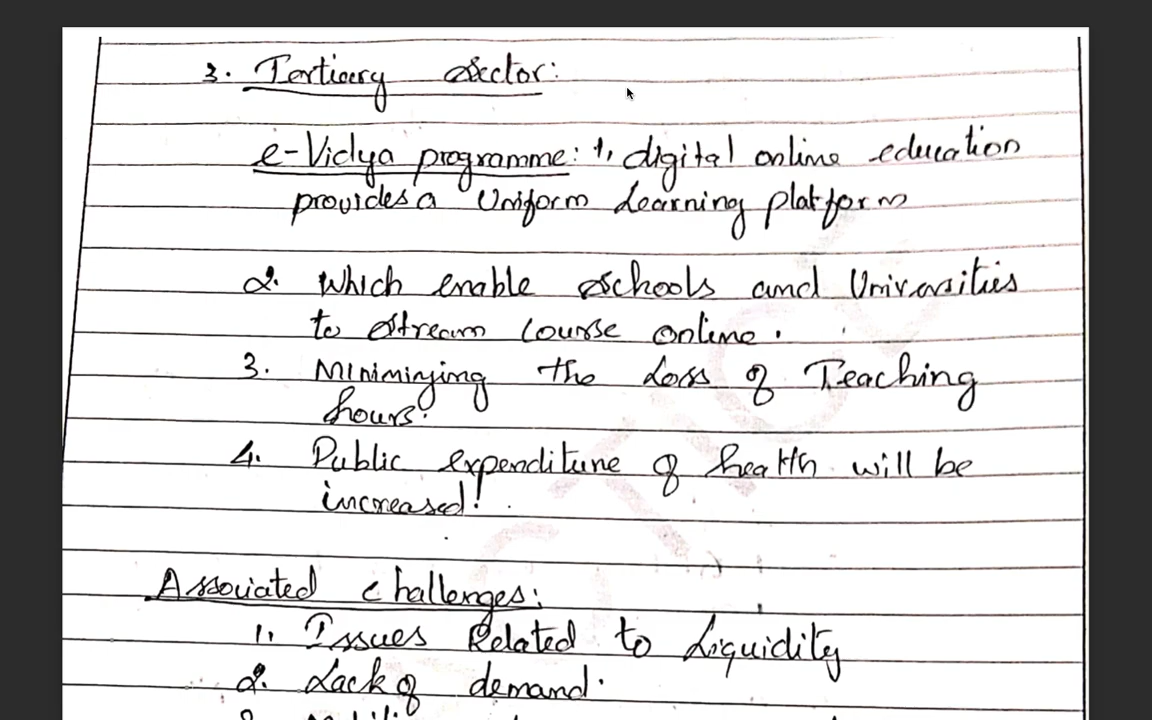 3. Tertiary sector:
e-Vidya programme: 1, digital online education
provides a Uniform Learning platform
2. Which enable schools and Universities
to stream course online.
3. Minimizing the Loss of Teaching
hours.
4. Public expenditure of health will be
increased!
Associated challenges:
1. Issues Related to Liquidity
2. Lack of demand.
3.